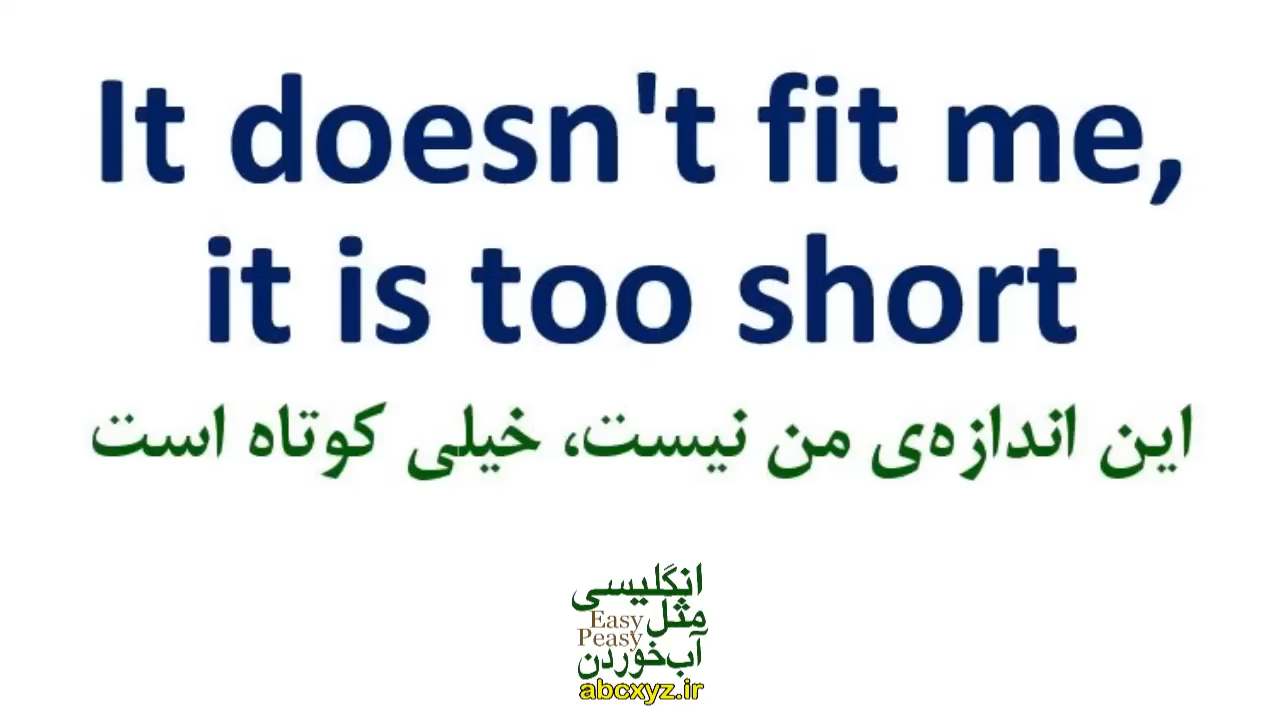 It doesn't fit me,
it is too short
این اندازه‌ی من نیست، خیلی کوتاه است
انگلیسی
مثل Easy
Peasy
آب‌خوردن
abcxyz.ir